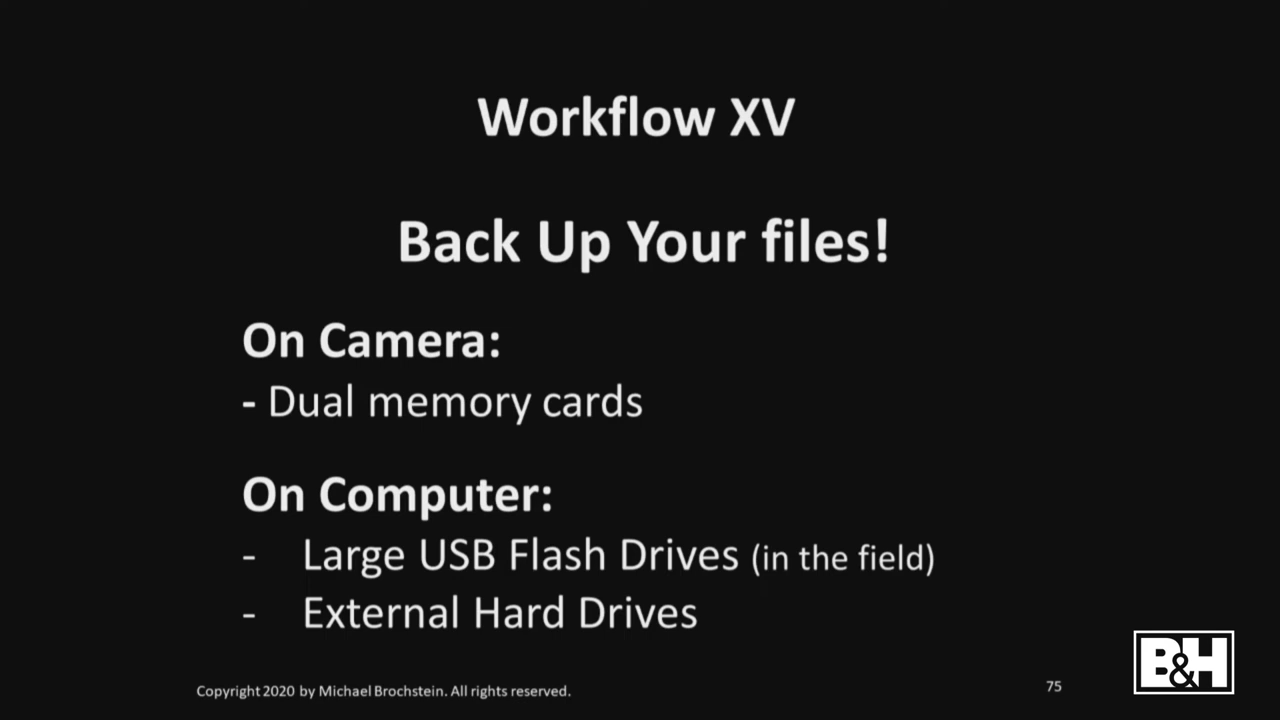 Workflow XV
Back Up Your files!
On Camera:
- Dual memory cards
On Computer:
- Large USB Flash Drives (in the field)
- External Hard Drives
Copyright 2020 by Michael Brochstein. All rights reserved.
75
B&H